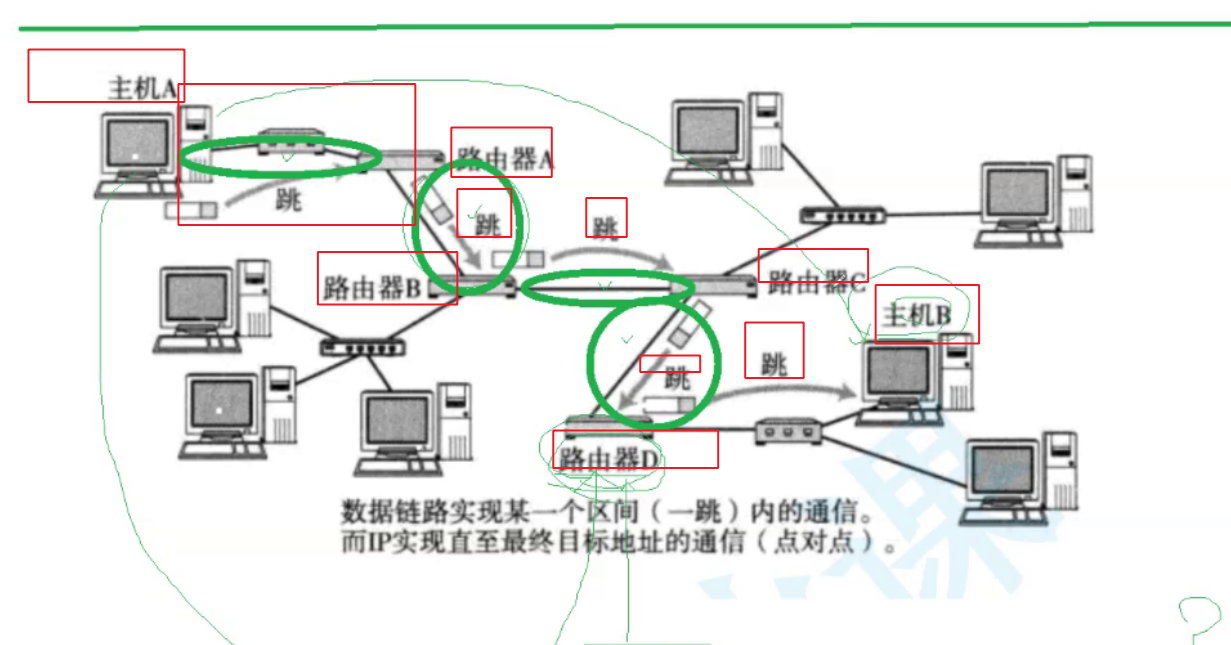 主机A
路由器A
跳
跳
跳
路由器B
路由器C
主机B
跳
跳
路由器D
数据链路实现某一个区间（一跳）内的通信。
而IP实现直至最终目标地址的通信（点对点）。
?